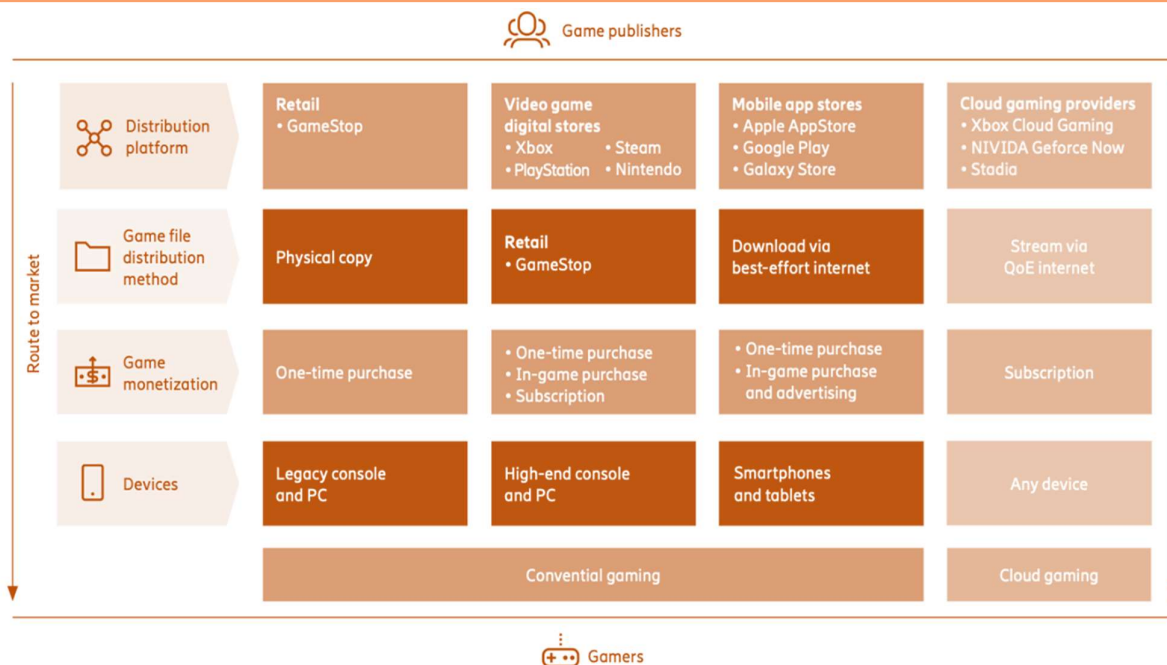 Game publishers
Route to market
Distribution
platform
Retail
• GameStop
Video game
digital stores
• Xbox • Steam
• PlayStation • Nintendo
Mobile app stores
• Apple AppStore
• Google Play
• Galaxy Store
Cloud gaming providers
• Xbox Cloud Gaming
• NIVIDA Geforce Now
• Stadia
Game file
distribution
method
Physical copy
Retail
• GameStop
Download via
best-effort internet
Stream via
QoE internet
Game
monetization
One-time purchase
• One-time purchase
• In-game purchase
• Subscription
• One-time purchase
• In-game purchase
and advertising
Subscription
Devices
Legacy console
and PC
High-end console
and PC
Smartphones
and tablets
Any device
Convential gaming
Cloud gaming
Gamers